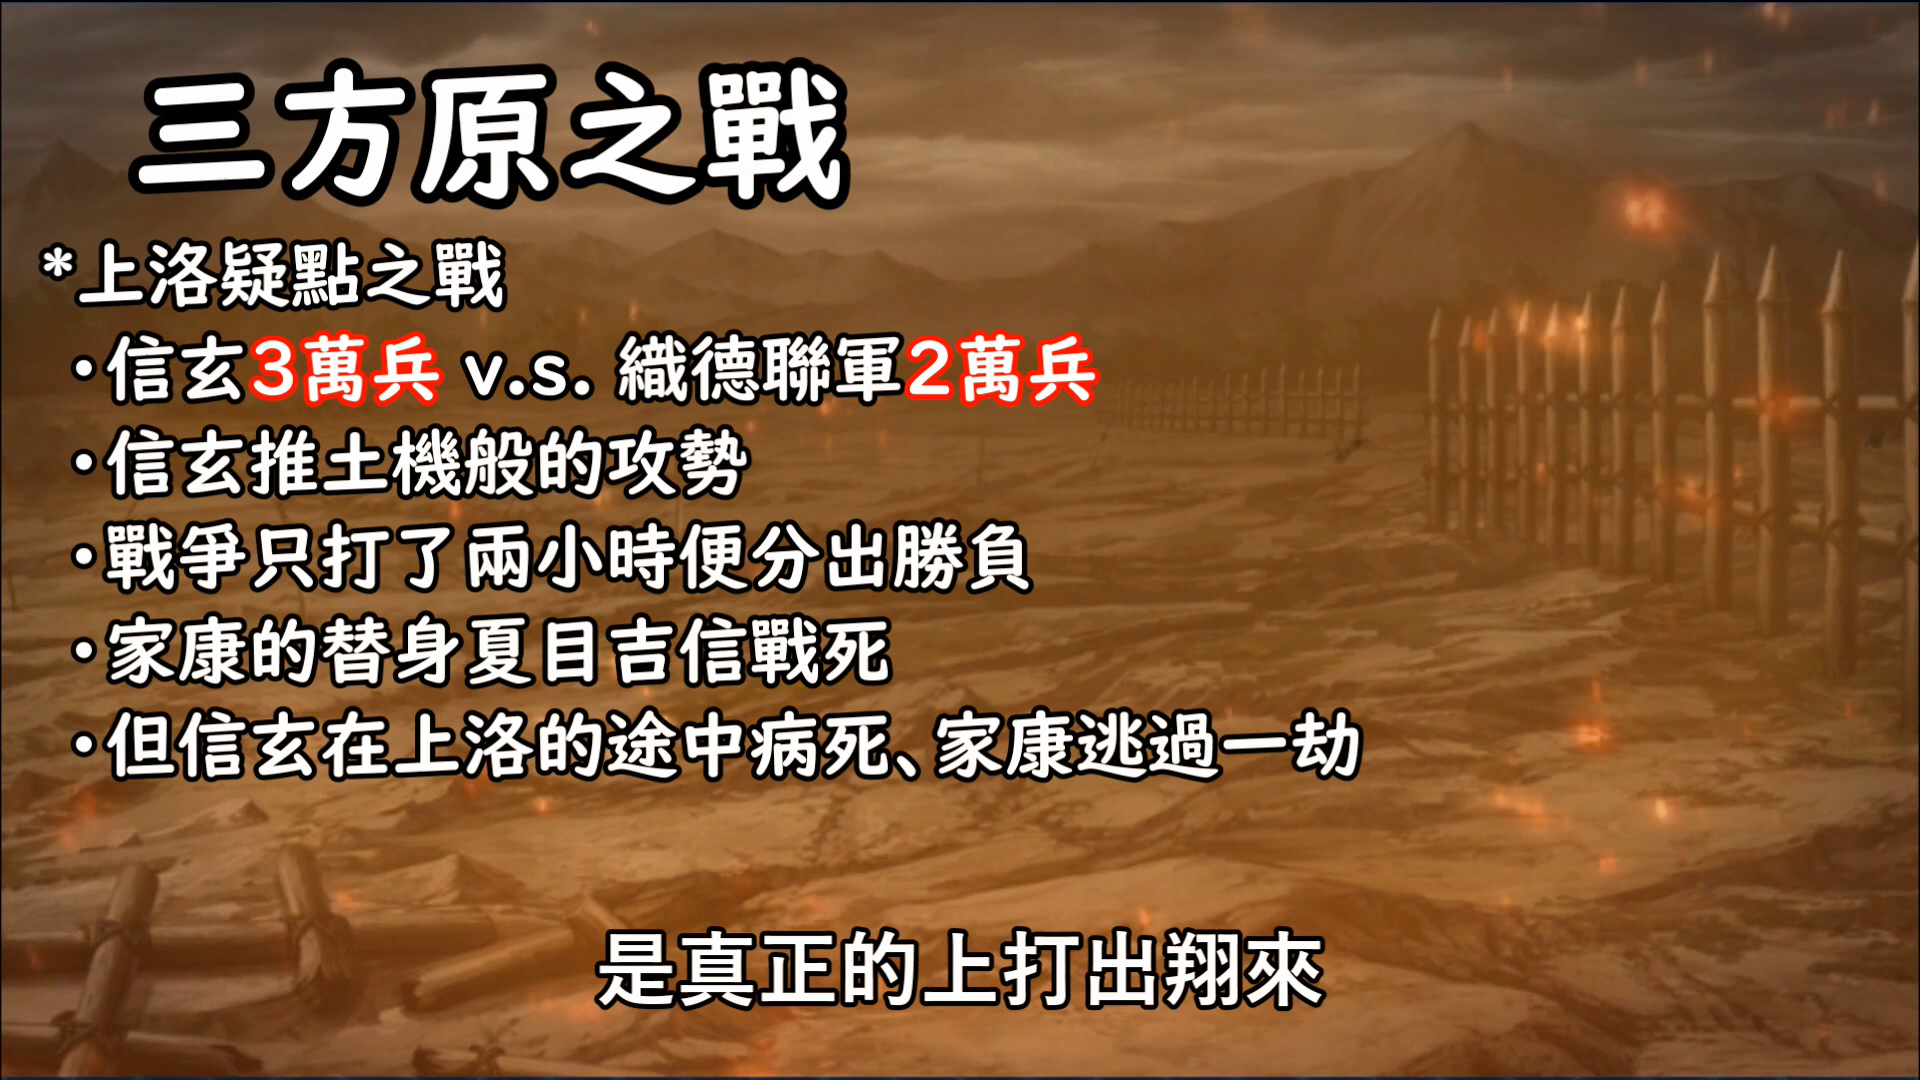 三方原之戰
*上洛疑點之戰
·信玄3萬兵 v.s. 織德聯軍2萬兵
·信玄推土機般的攻勢
·戰爭只打了兩小時便分出勝負
·家康的替身夏目吉信戰死
·但信玄在上洛的途中病死、家康逃過一劫
是真正的上打出翔來